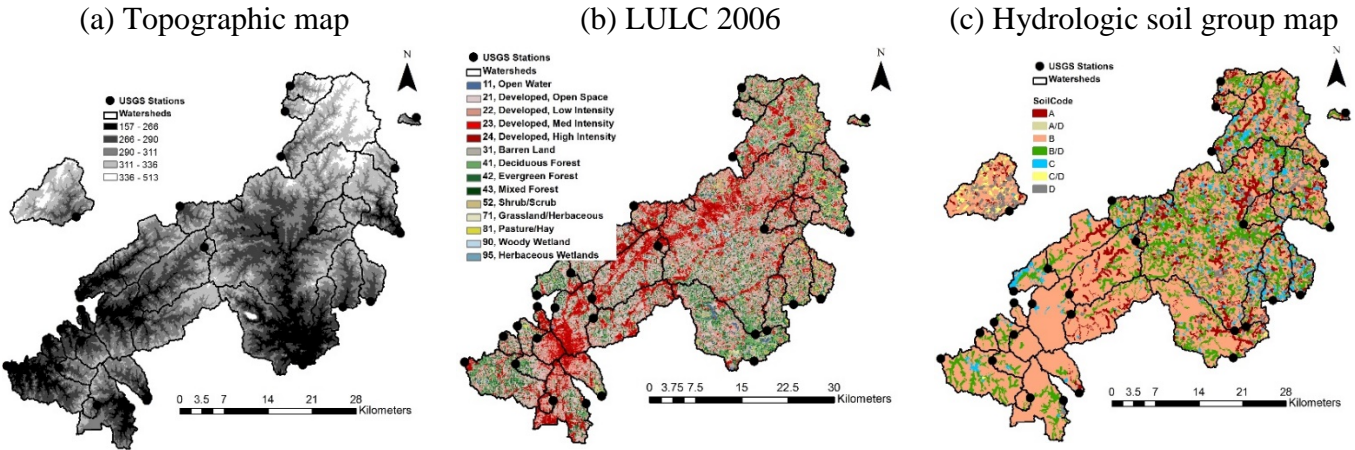 (a) Topographic map
N
USGS Stations
Watersheds
157 - 266
266 - 290
290 - 311
311 - 336
336 - 513
0 3.5 7 14 21 28
Kilometers
(b) LULC 2006
N
USGS Stations
Watersheds
11, Open Water
21, Developed, Open Space
22, Developed, Low Intensity
23, Developed, Med Intensity
24, Developed, High Intensity
31, Barren Land
41, Deciduous Forest
42, Evergreen Forest
43, Mixed Forest
52, Shrub/Scrub
71, Grassland/Herbaceous
81, Pasture/Hay
90, Woody Wetland
95, Herbaceous Wetlands
0 3.75 7.5 15 22.5 30
Kilometers
(c) Hydrologic soil group map
N
USGS Stations
Watersheds
SoilCode
A
A/D
B
B/D
C
C/D
D
0 3.5 7 14 21 28
Kilometers